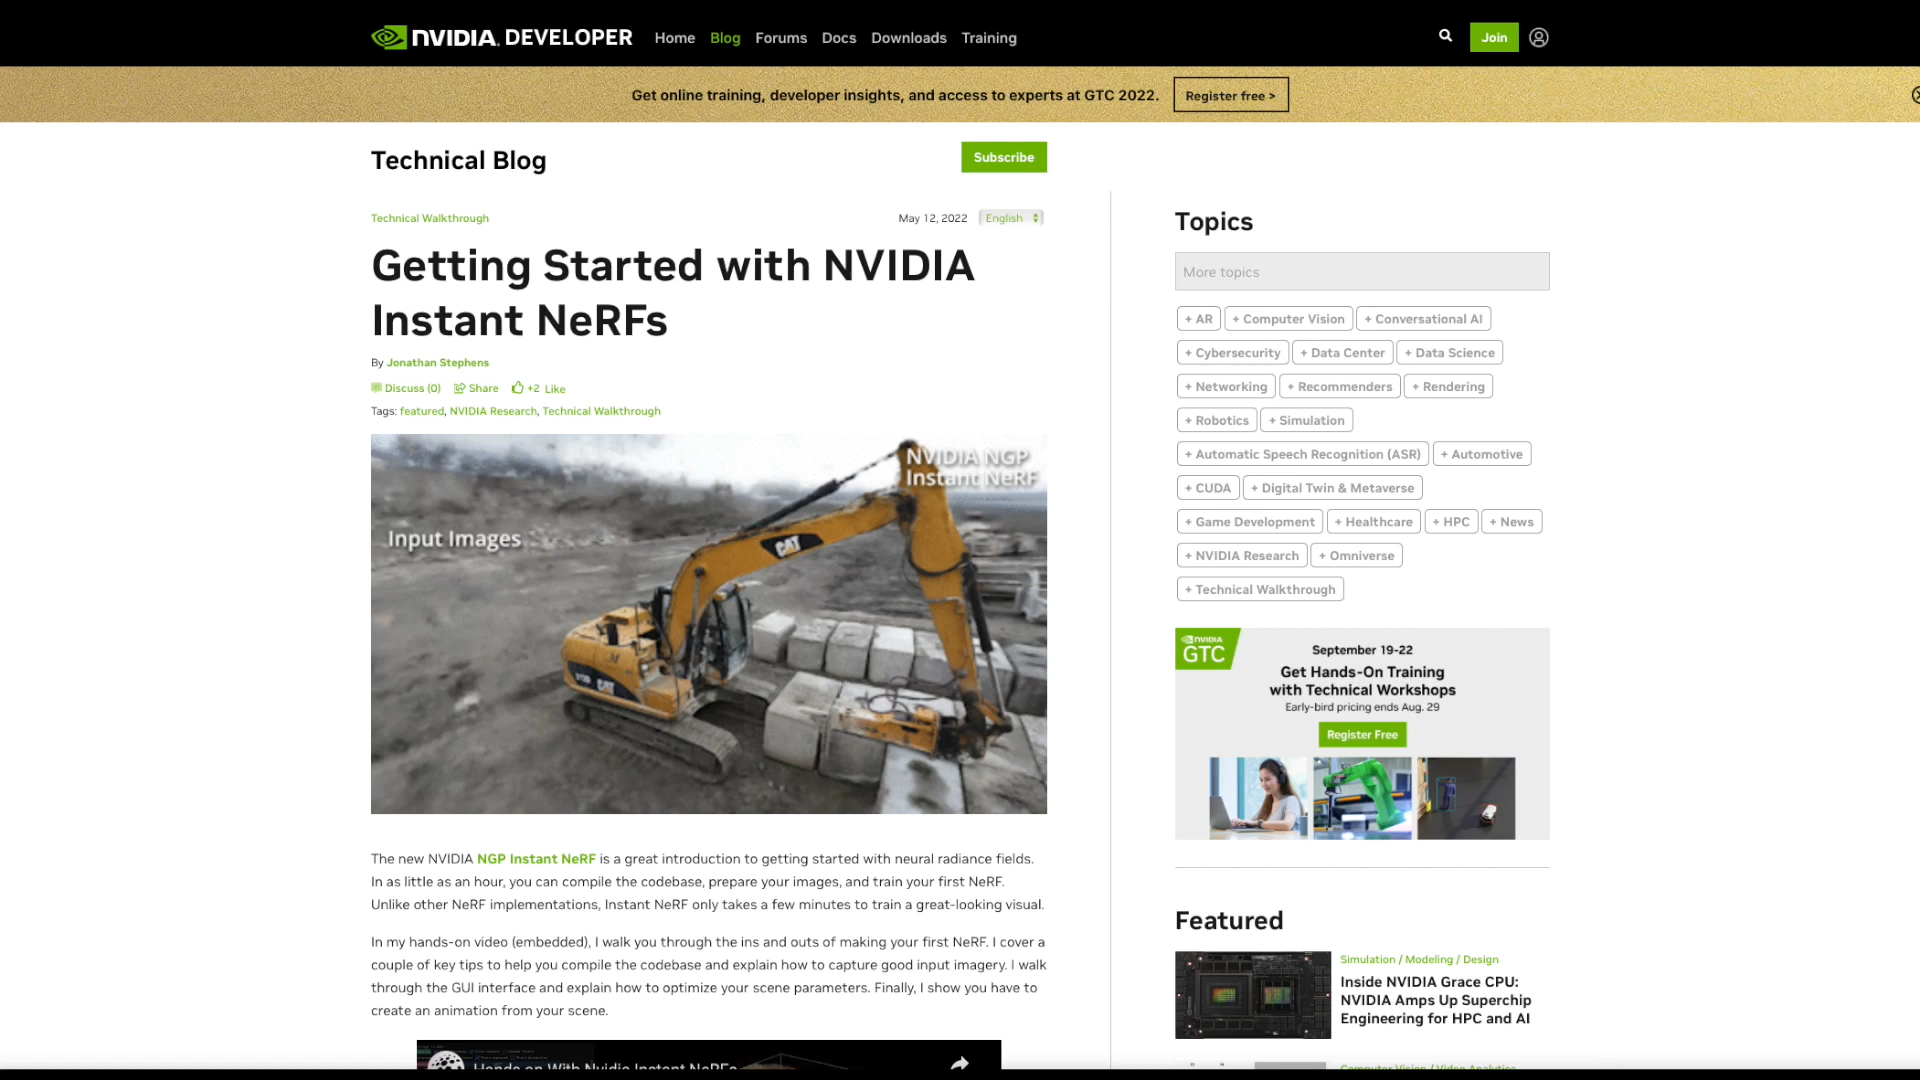 NVIDIA. DEVELOPER Home Blog Forums Docs Downloads Training Join
Get online training, developer insights, and access to experts at GTC 2022. Register free >
Technical Blog
Subscribe
Technical Walkthrough
May 12, 2022 English
Getting Started with NVIDIA
Instant NeRFs
By Jonathan Stephens
Discuss (0) Share +2 Like
Tags: featured, NVIDIA Research, Technical Walkthrough
NVIDIA NGP
Instant NeRF
Input Images
CAT
CAT
The new NVIDIA NGP Instant NeRF is a great introduction to getting started with neural radiance fields.
In as little as an hour, you can compile the codebase, prepare your images, and train your first NeRF.
Unlike other NeRF implementations, Instant NeRF only takes a few minutes to train a great-looking visual.
In my hands-on video (embedded), I walk you through the ins and outs of making your first NeRF. I cover a
couple of key tips to help you compile the codebase and explain how to capture good input imagery. I walk
through the GUI interface and explain how to optimize your scene parameters. Finally, I show you have to
create an animation from your scene.
Hands on With Nvidia Instant NeRFs
Topics
More topics
+ AR + Computer Vision + Conversational AI
+ Cybersecurity + Data Center + Data Science
+ Networking + Recommenders + Rendering
+ Robotics + Simulation
+ Automatic Speech Recognition (ASR) + Automotive
+ CUDA + Digital Twin & Metaverse
+ Game Development + Healthcare + HPC + News
+ NVIDIA Research + Omniverse
+ Technical Walkthrough
NVIDIA
GTC
September 19-22
Get Hands-On Training
with Technical Workshops
Early-bird pricing ends Aug. 29
Register Free
Featured
Simulation / Modeling / Design
Inside NVIDIA Grace CPU:
NVIDIA Amps Up Superchip
Engineering for HPC and AI
Computer Vision / Video Analytics